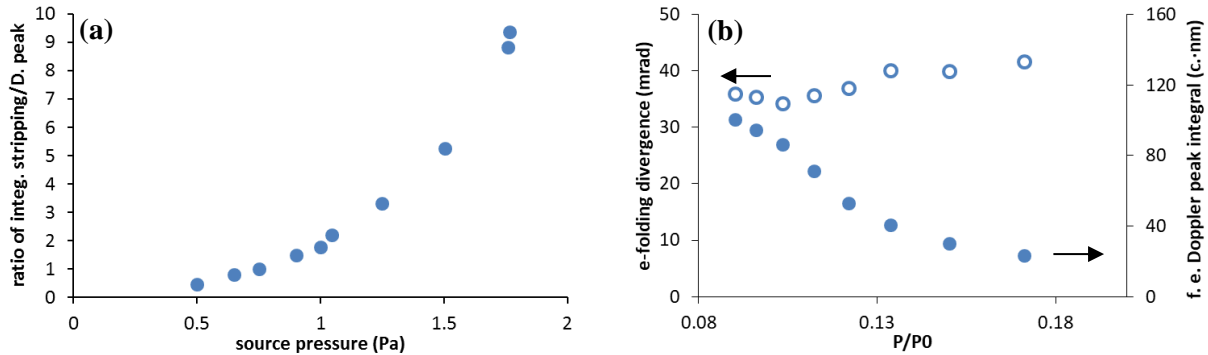 (a)
ratio of integ. stripping/D. peak
10
9
8
7
6
5
4
3
2
1
0
0 0.5 1 1.5 2
source pressure (Pa)
(b)
e-folding divergence (mrad)
50
40
30
20
10
0
0.08 0.13 0.18
P/P0
160
120
80
40
0
f. e. Doppler peak integral (c.·nm)